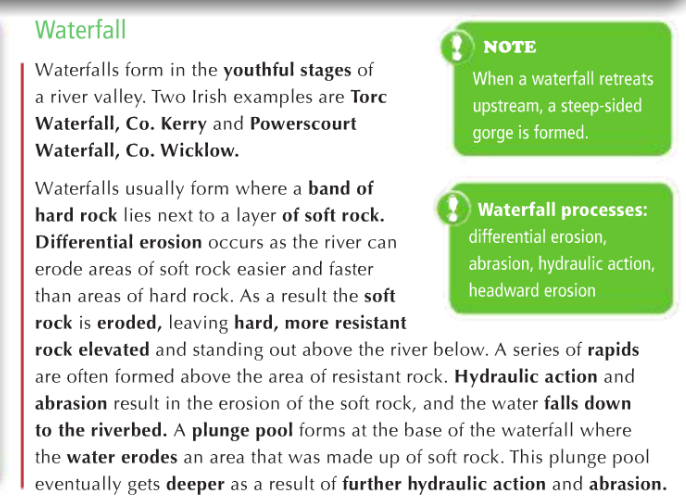 Waterfall
Waterfalls form in the youthful stages of
a river valley. Two Irish examples are Torc
Waterfall, Co. Kerry and Powerscourt
Waterfall, Co. Wicklow.
Waterfalls usually form where a band of
hard rock lies next to a layer of soft rock.
Differential erosion occurs as the river can
erode areas of soft rock easier and faster
than areas of hard rock. As a result the soft
rock is eroded, leaving hard, more resistant
rock elevated and standing out above the river below. A series of rapids
are often formed above the area of resistant rock. Hydraulic action and
abrasion result in the erosion of the soft rock, and the water falls down
to the riverbed. A plunge pool forms at the base of the waterfall where
the water erodes an area that was made up of soft rock. This plunge pool
eventually gets deeper as a result of further hydraulic action and abrasion.
! NOTE
When a waterfall retreats
upstream, a steep-sided
gorge is formed.
! Waterfall processes:
differential erosion,
abrasion, hydraulic action,
headward erosion